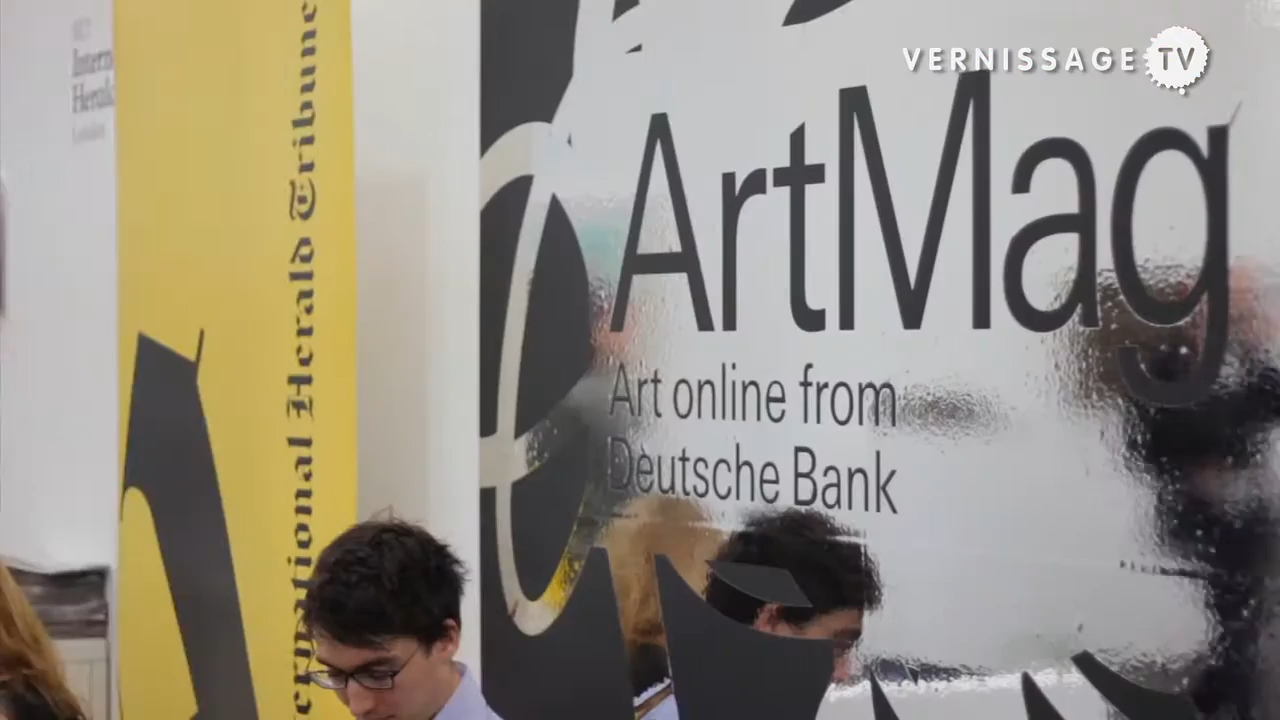 VERNISSAGE TV
Intern
Herald
International Herald Tribune
ArtMag
Art online from
Deutsche Bank